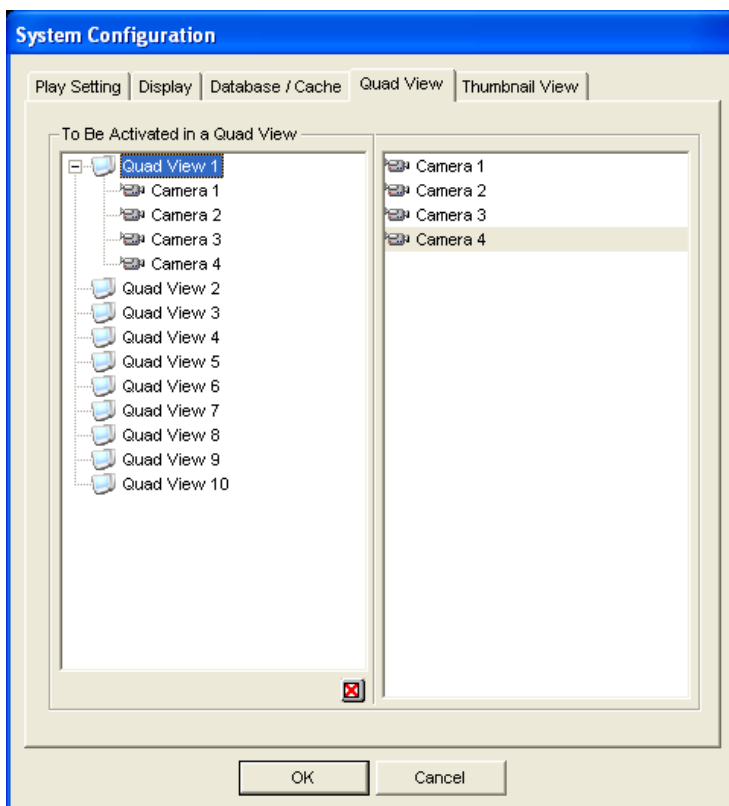 System Configuration
Play Setting Display Database / Cache Quad View Thumbnail View
To Be Activated in a Quad View
Quad View 1
Camera 1
Camera 2
Camera 3
Camera 4
Quad View 2
Quad View 3
Quad View 4
Quad View 5
Quad View 6
Quad View 7
Quad View 8
Quad View 9
Quad View 10
Camera 1
Camera 2
Camera 3
Camera 4
OK Cancel